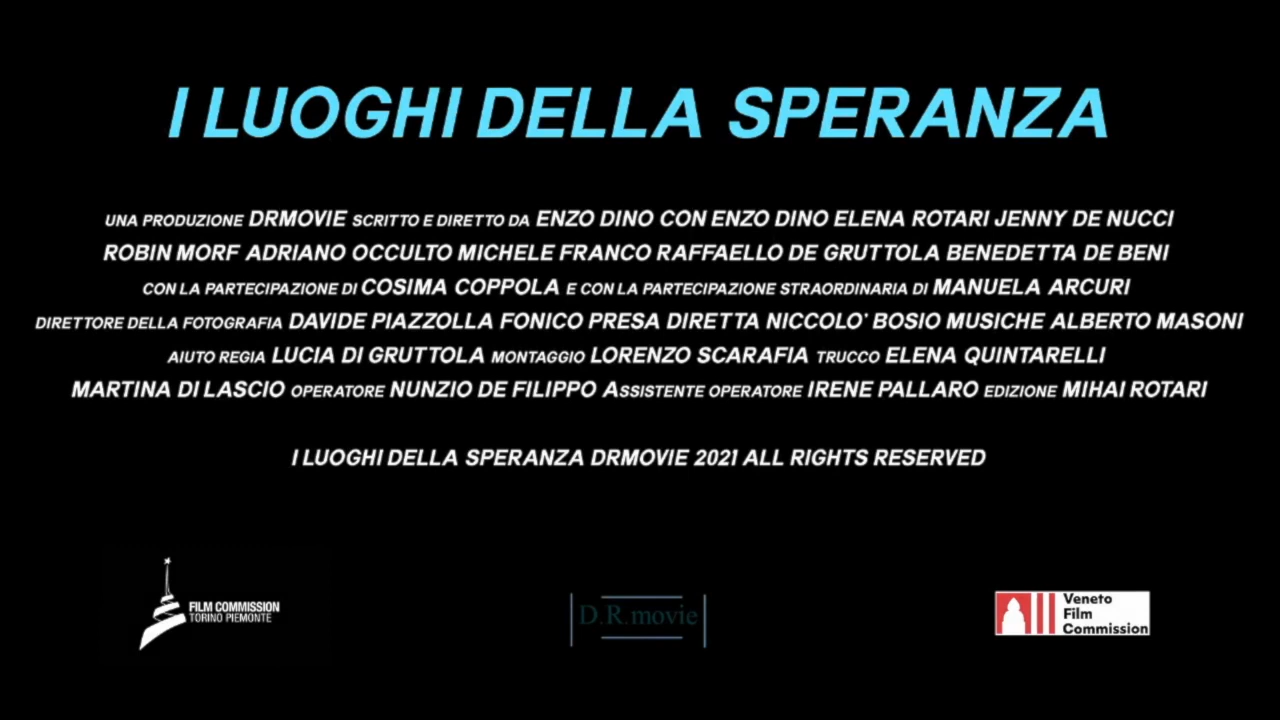 I LUOGHI DELLA SPERANZA
UNA PRODUZIONE DRMOVIE SCRITTO E DIRETTO DA ENZO DINO CON ENZO DINO ELENA ROTARI JENNY DE NUCCI
ROBIN MORF ADRIANO OCCULTO MICHELE FRANCO RAFFAELLO DE GRUTTOLA BENEDETTA DE BENI
CON LA PARTECIPAZIONE DI COSIMA COPPOLA E CON LA PARTECIPAZIONE STRAORDINARIA DI MANUELA ARCURI
DIRETTORE DELLA FOTOGRAFIA DAVIDE PIAZZOLLA FONICO PRESA DIRETTA NICCOLO' BOSIO MUSICHE ALBERTO MASONI
AIUTO REGIA LUCIA DI GRUTTOLA MONTAGGIO LORENZO SCARAFIA TRUCCO ELENA QUINTARELLI
MARTINA DI LASCIO OPERATORE NUNZIO DE FILIPPO ASSISTENTE OPERATORE IRENE PALLARO EDIZIONE MIHAI ROTARI
I LUOGHI DELLA SPERANZA DRMOVIE 2021 ALL RIGHTS RESERVED
FILM COMMISSION
TORINO PIEMONTE
D.R.movie
Veneto
Film
Commission